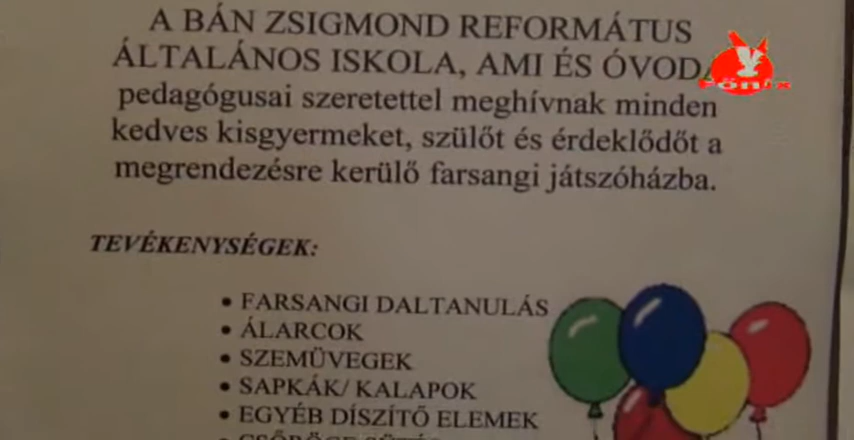 A BÁN ZSIGMOND REFORMÁTUS
ÁLTALÁNOS ISKOLA, AMI ÉS ÓVODA
pedagógusai szeretettel meghívnak minden
kedves kisgyermeket, szülőt és érdeklődőt a
megrendezésre kerülő farsangi játszóházba.
TEVÉKENYSÉGEK:
• FARSANGI DALTANULÁS
• ÁLARCOK
• SZEMÜVEGEK
• SAPKÁK/ KALAPOK
• EGYÉB DÍSZÍTŐ ELEMEK
Főnix